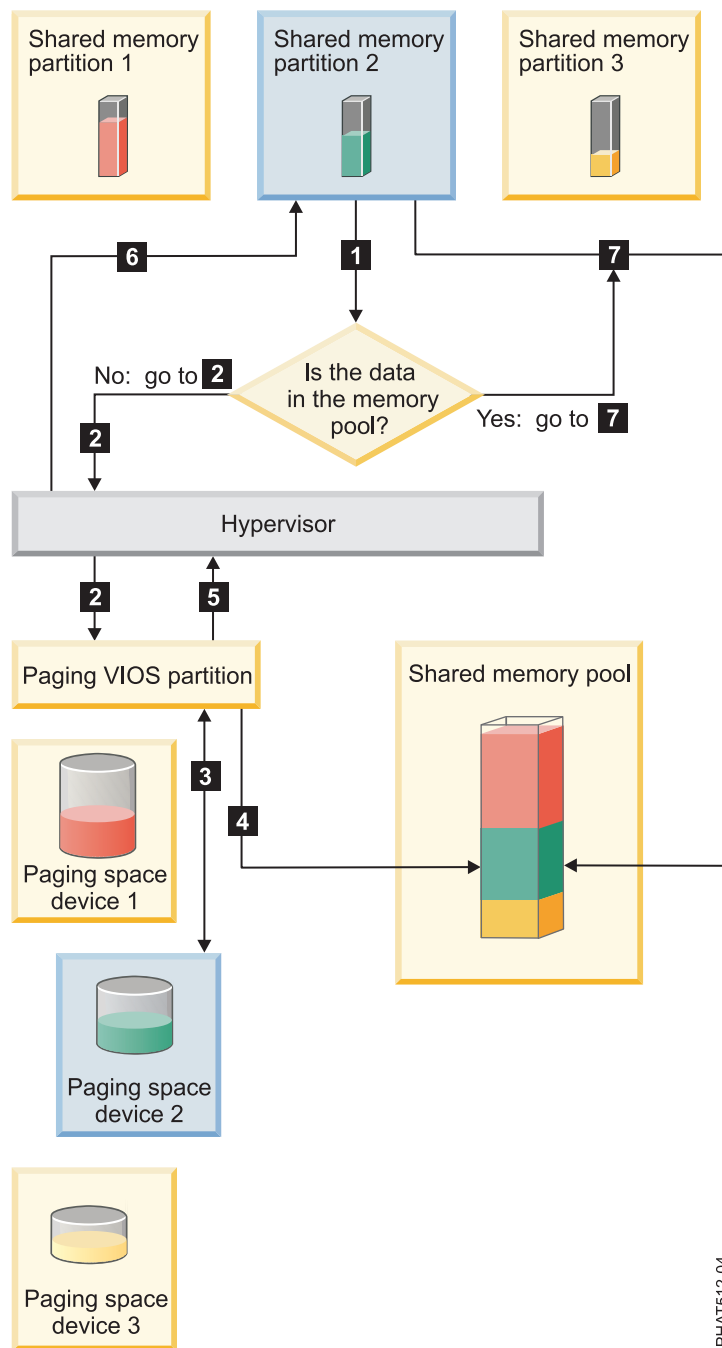 Shared memory
partition 1
Shared memory
partition 2
Shared memory
partition 3
6
1
7
No: go to 2
Is the data
in the memory
pool?
Yes: go to 7
2
Hypervisor
2
5
Paging VIOS partition
Shared memory pool
3
4
Paging space
device 1
Paging space
device 2
Paging space
device 3
PHAT512-04